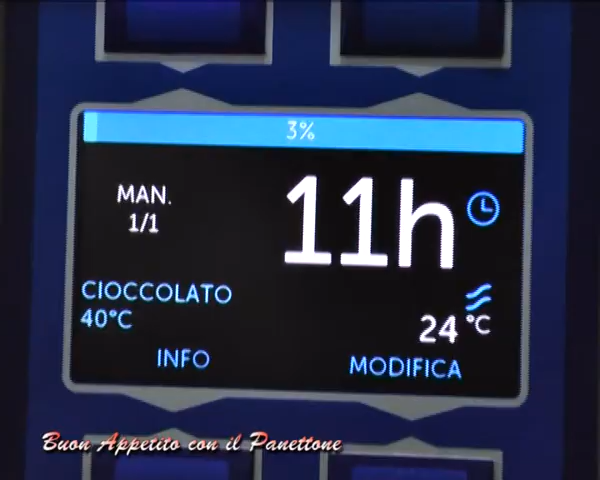 3%
MAN.
1/1
11h
CIOCCOLATO
40°C
24 °C
INFO
MODIFICA
Buon Appetito con il Panettone